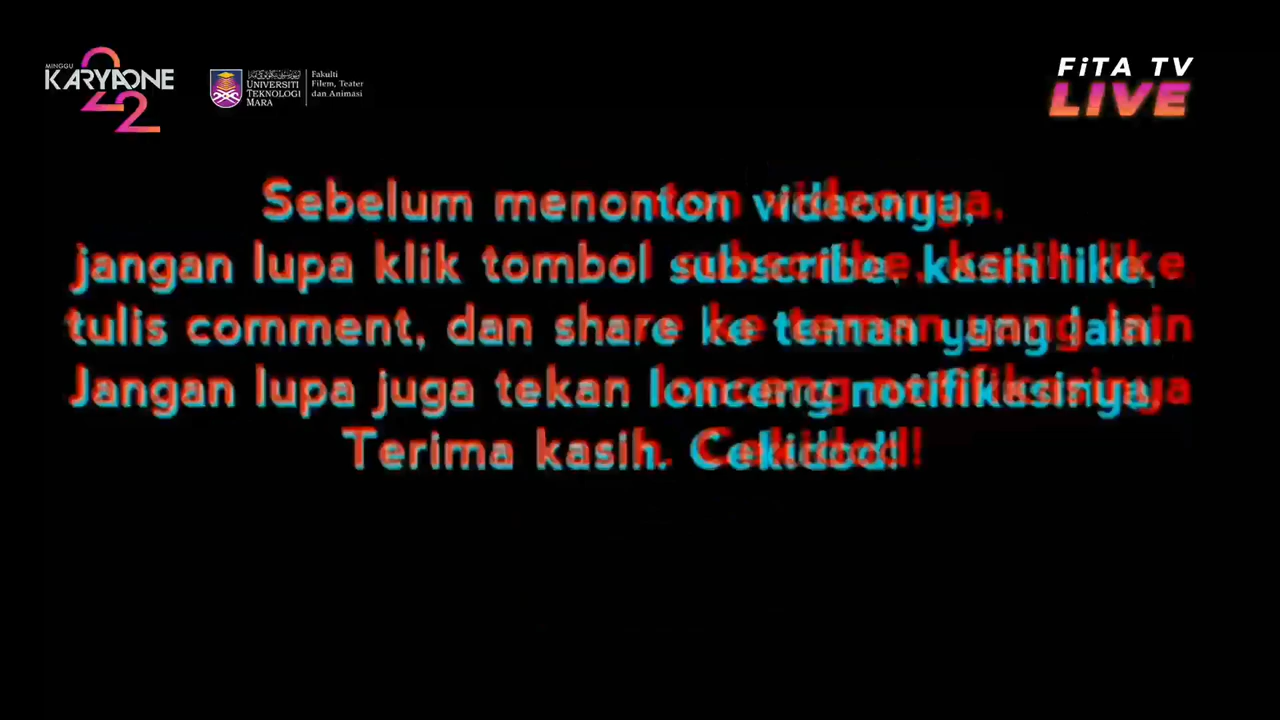 MINGGU
KARYAONE
22
UNIVERSITI
TEKNOLOGI
MARA
Fakulti
Filem, Teater
dan Animasi
FiTA TV
LIVE
Sebelum menonton videonya,
jangan lupa klik tombol subscribe, kasih like,
tulis comment, dan share ke teman yang lain.
Jangan lupa juga tekan lonceng notifikasinya.
Terima kasih. Cekidod!